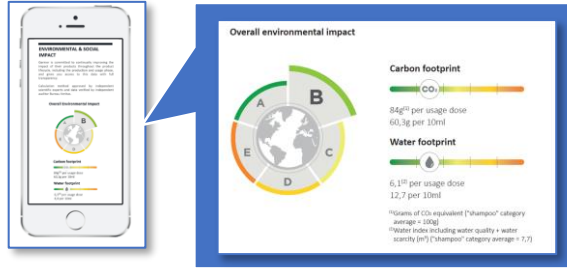 ENVIRONMENTAL & SOCIAL
IMPACT
Overall Environmental Impact
A
B
C
D
E
Carbon footprint
Water footprint
Overall environmental impact
A
B
C
D
E
Carbon footprint
CO₂
84g⁽¹⁾ per usage dose
60,3g per 10ml
Water footprint
6,1⁽²⁾ per usage dose
12,7 per 10ml
⁽¹⁾Grams of CO₂ equivalent ("shampoo" category
average = 100g)
⁽²⁾Water index including water quality + water
scarcity (m³) ("shampoo" category average = 7,7)